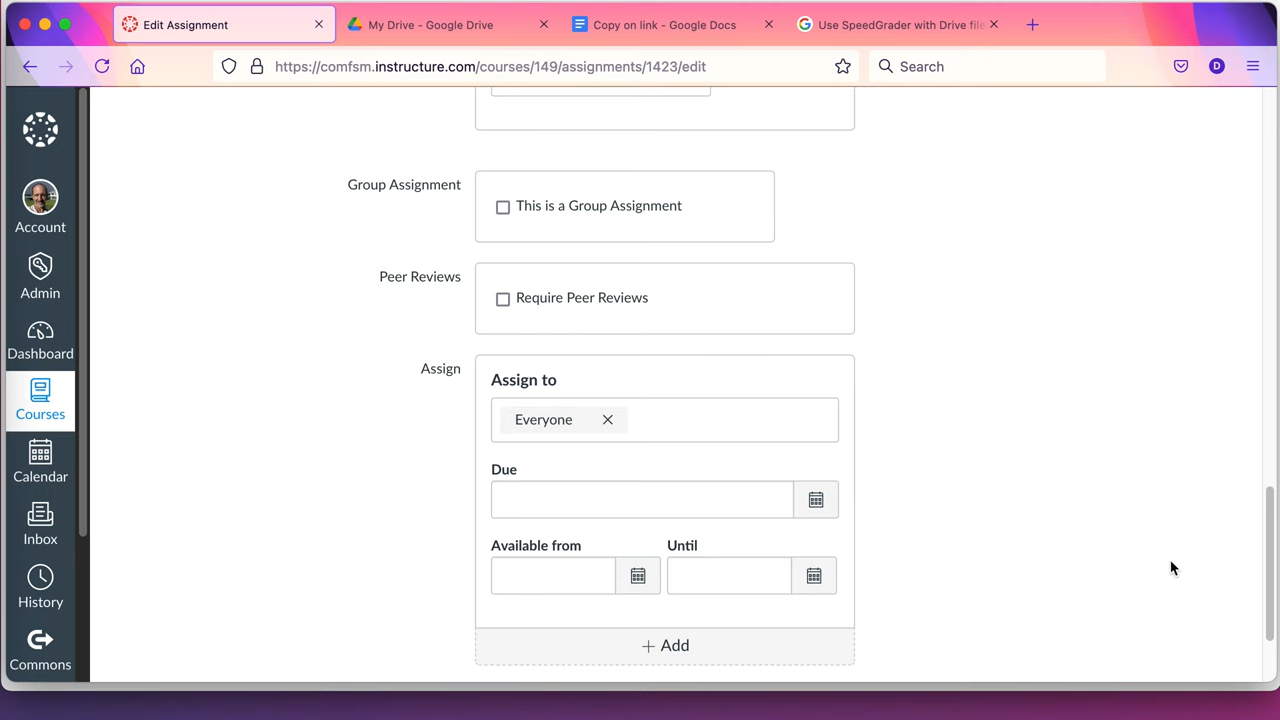 Edit Assignment
My Drive - Google Drive
Copy on link - Google Docs
Use SpeedGrader with Drive file
https://comfsm.instructure.com/courses/149/assignments/1423/edit
Search
D
Account
Admin
Dashboard
Courses
Calendar
Inbox
History
Commons
Group Assignment
This is a Group Assignment
Peer Reviews
Require Peer Reviews
Assign
Assign to
Everyone
Due
Available from
Until
+ Add